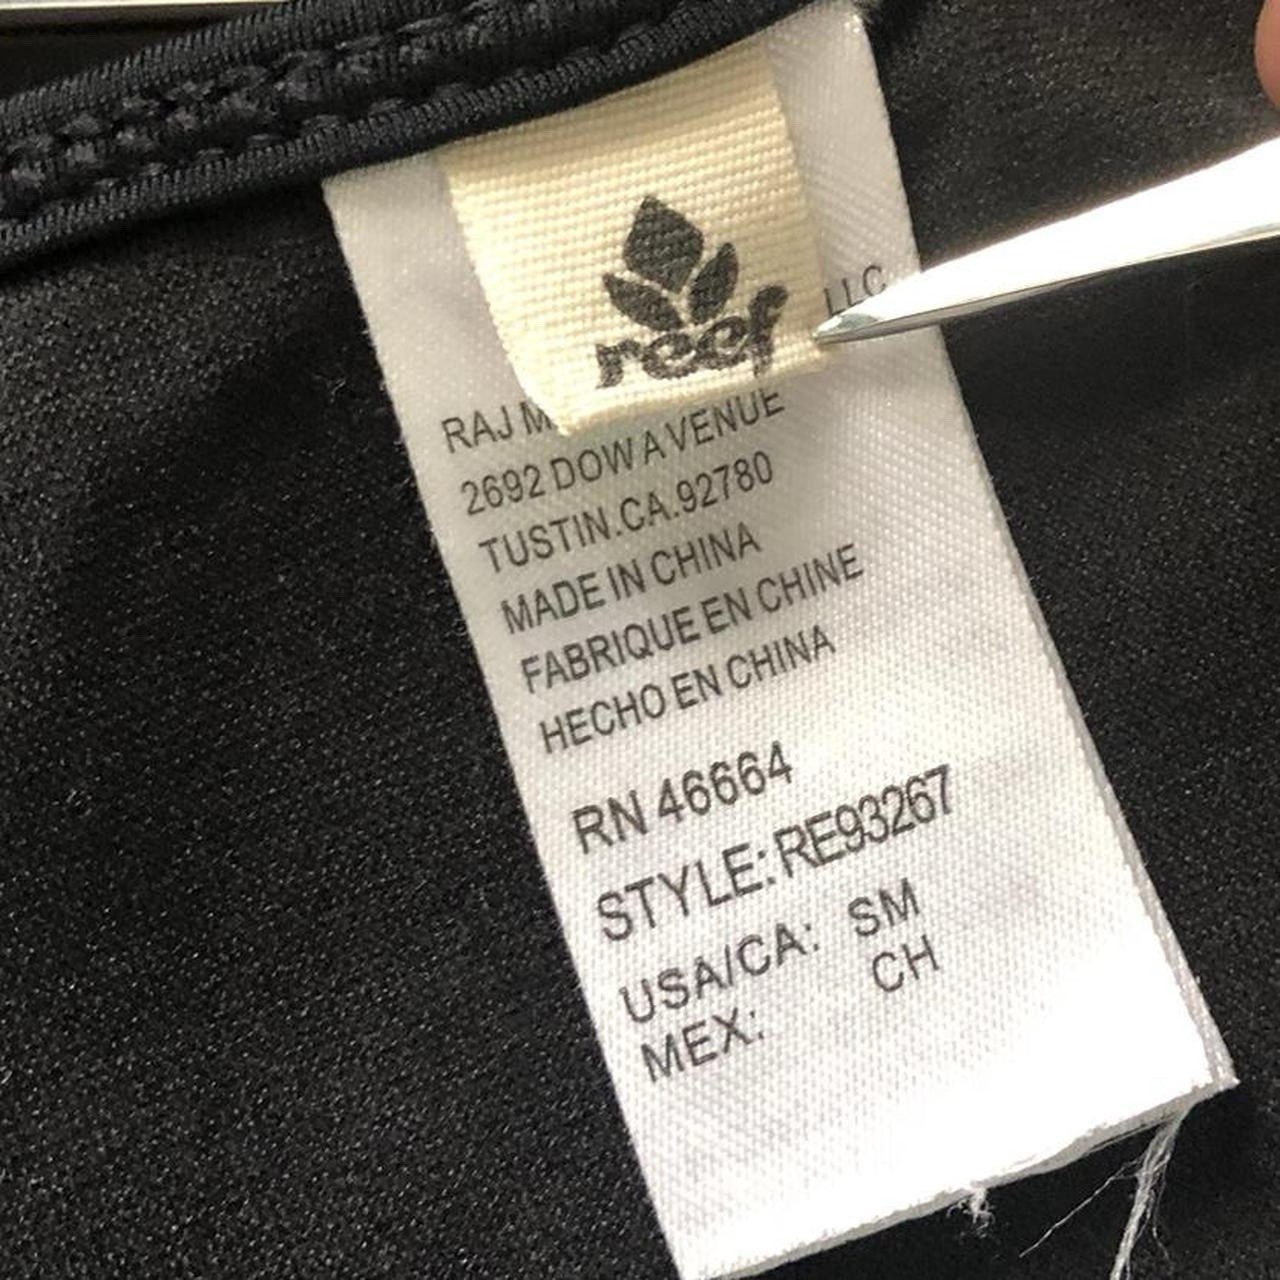 reef
LLC
RAJ M
2692 DOW AVENUE
TUSTIN.CA.92780
MADE IN CHINA
FABRIQUE EN CHINE
HECHO EN CHINA
RN 46664
STYLE: RE93267
USA/CA: SM
MEX: CH